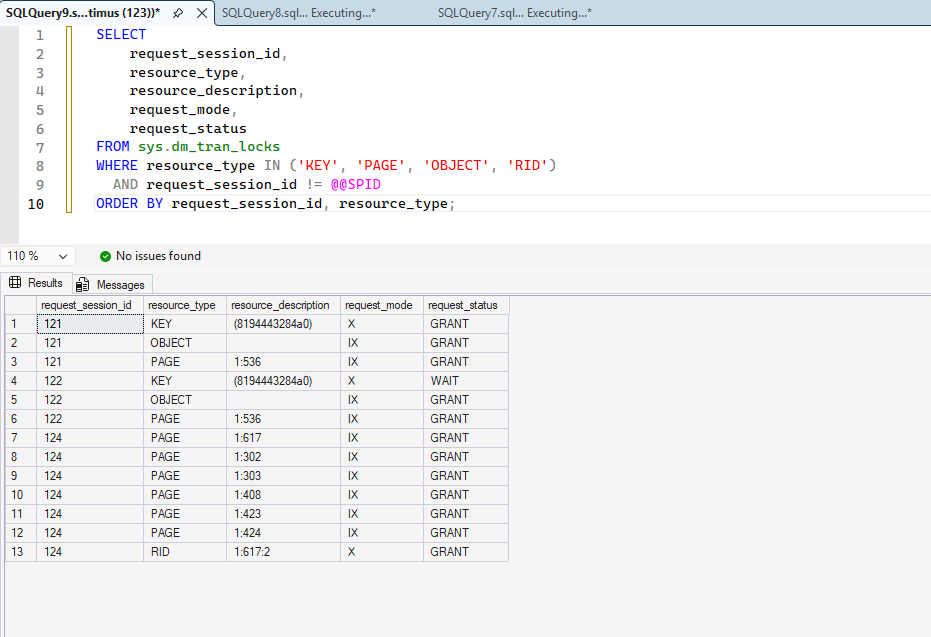 SQLQuery9.s...timus (123))* SQLQuery8.sql... Executing...* SQLQuery7.sql... Executing...*
1 SELECT
2 request_session_id,
3 resource_type,
4 resource_description,
5 request_mode,
6 request_status
7 FROM sys.dm_tran_locks
8 WHERE resource_type IN ('KEY', 'PAGE', 'OBJECT', 'RID')
9 AND request_session_id != @@SPID
10 ORDER BY request_session_id, resource_type;
110 % No issues found
Results Messages
request_session_id resource_type resource_description request_mode request_status
1 121 KEY (8194443284a0) X GRANT
2 121 OBJECT IX GRANT
3 121 PAGE 1:536 IX GRANT
4 122 KEY (8194443284a0) X WAIT
5 122 OBJECT IX GRANT
6 122 PAGE 1:536 IX GRANT
7 124 PAGE 1:617 IX GRANT
8 124 PAGE 1:302 IX GRANT
9 124 PAGE 1:303 IX GRANT
10 124 PAGE 1:408 IX GRANT
11 124 PAGE 1:423 IX GRANT
12 124 PAGE 1:424 IX GRANT
13 124 RID 1:617:2 X GRANT